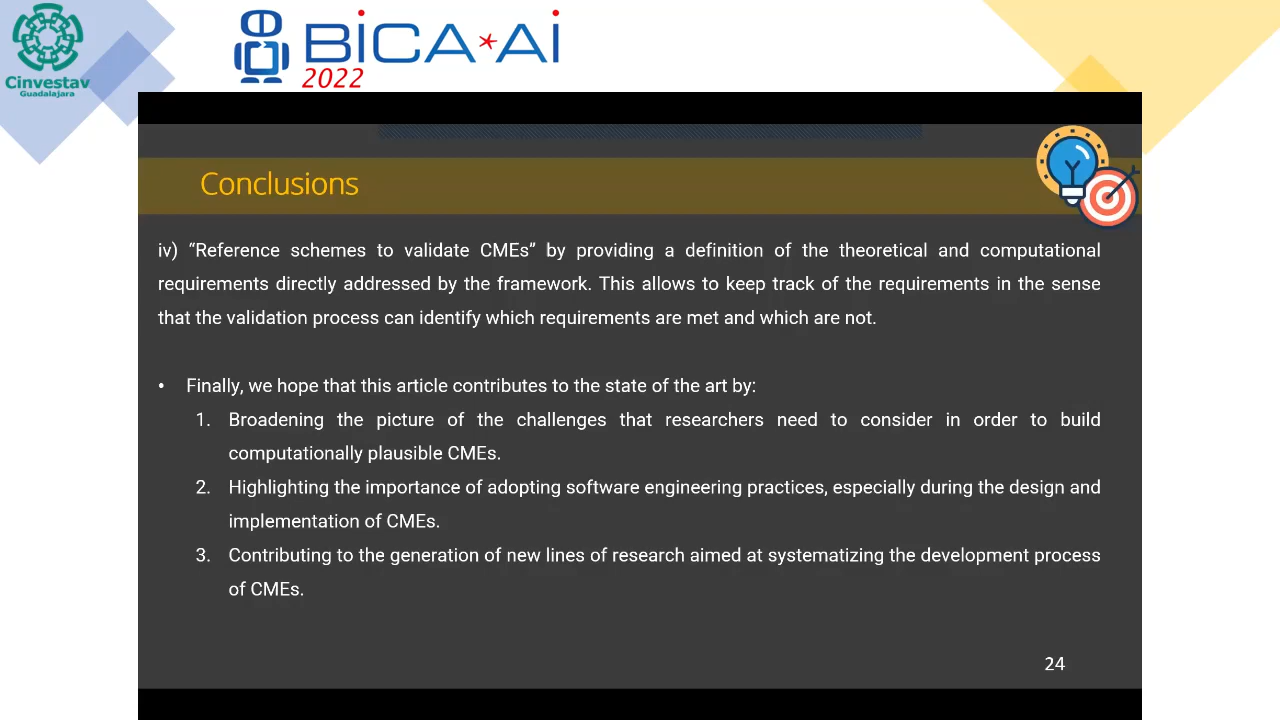 Cinvestav
Guadalajara
BiCA*Ai
2022
Conclusions
iv) “Reference schemes to validate CMEs” by providing a definition of the theoretical and computational
requirements directly addressed by the framework. This allows to keep track of the requirements in the sense
that the validation process can identify which requirements are met and which are not.
• Finally, we hope that this article contributes to the state of the art by:
1. Broadening the picture of the challenges that researchers need to consider in order to build
computationally plausible CMEs.
2. Highlighting the importance of adopting software engineering practices, especially during the design and
implementation of CMEs.
3. Contributing to the generation of new lines of research aimed at systematizing the development process
of CMEs.
24